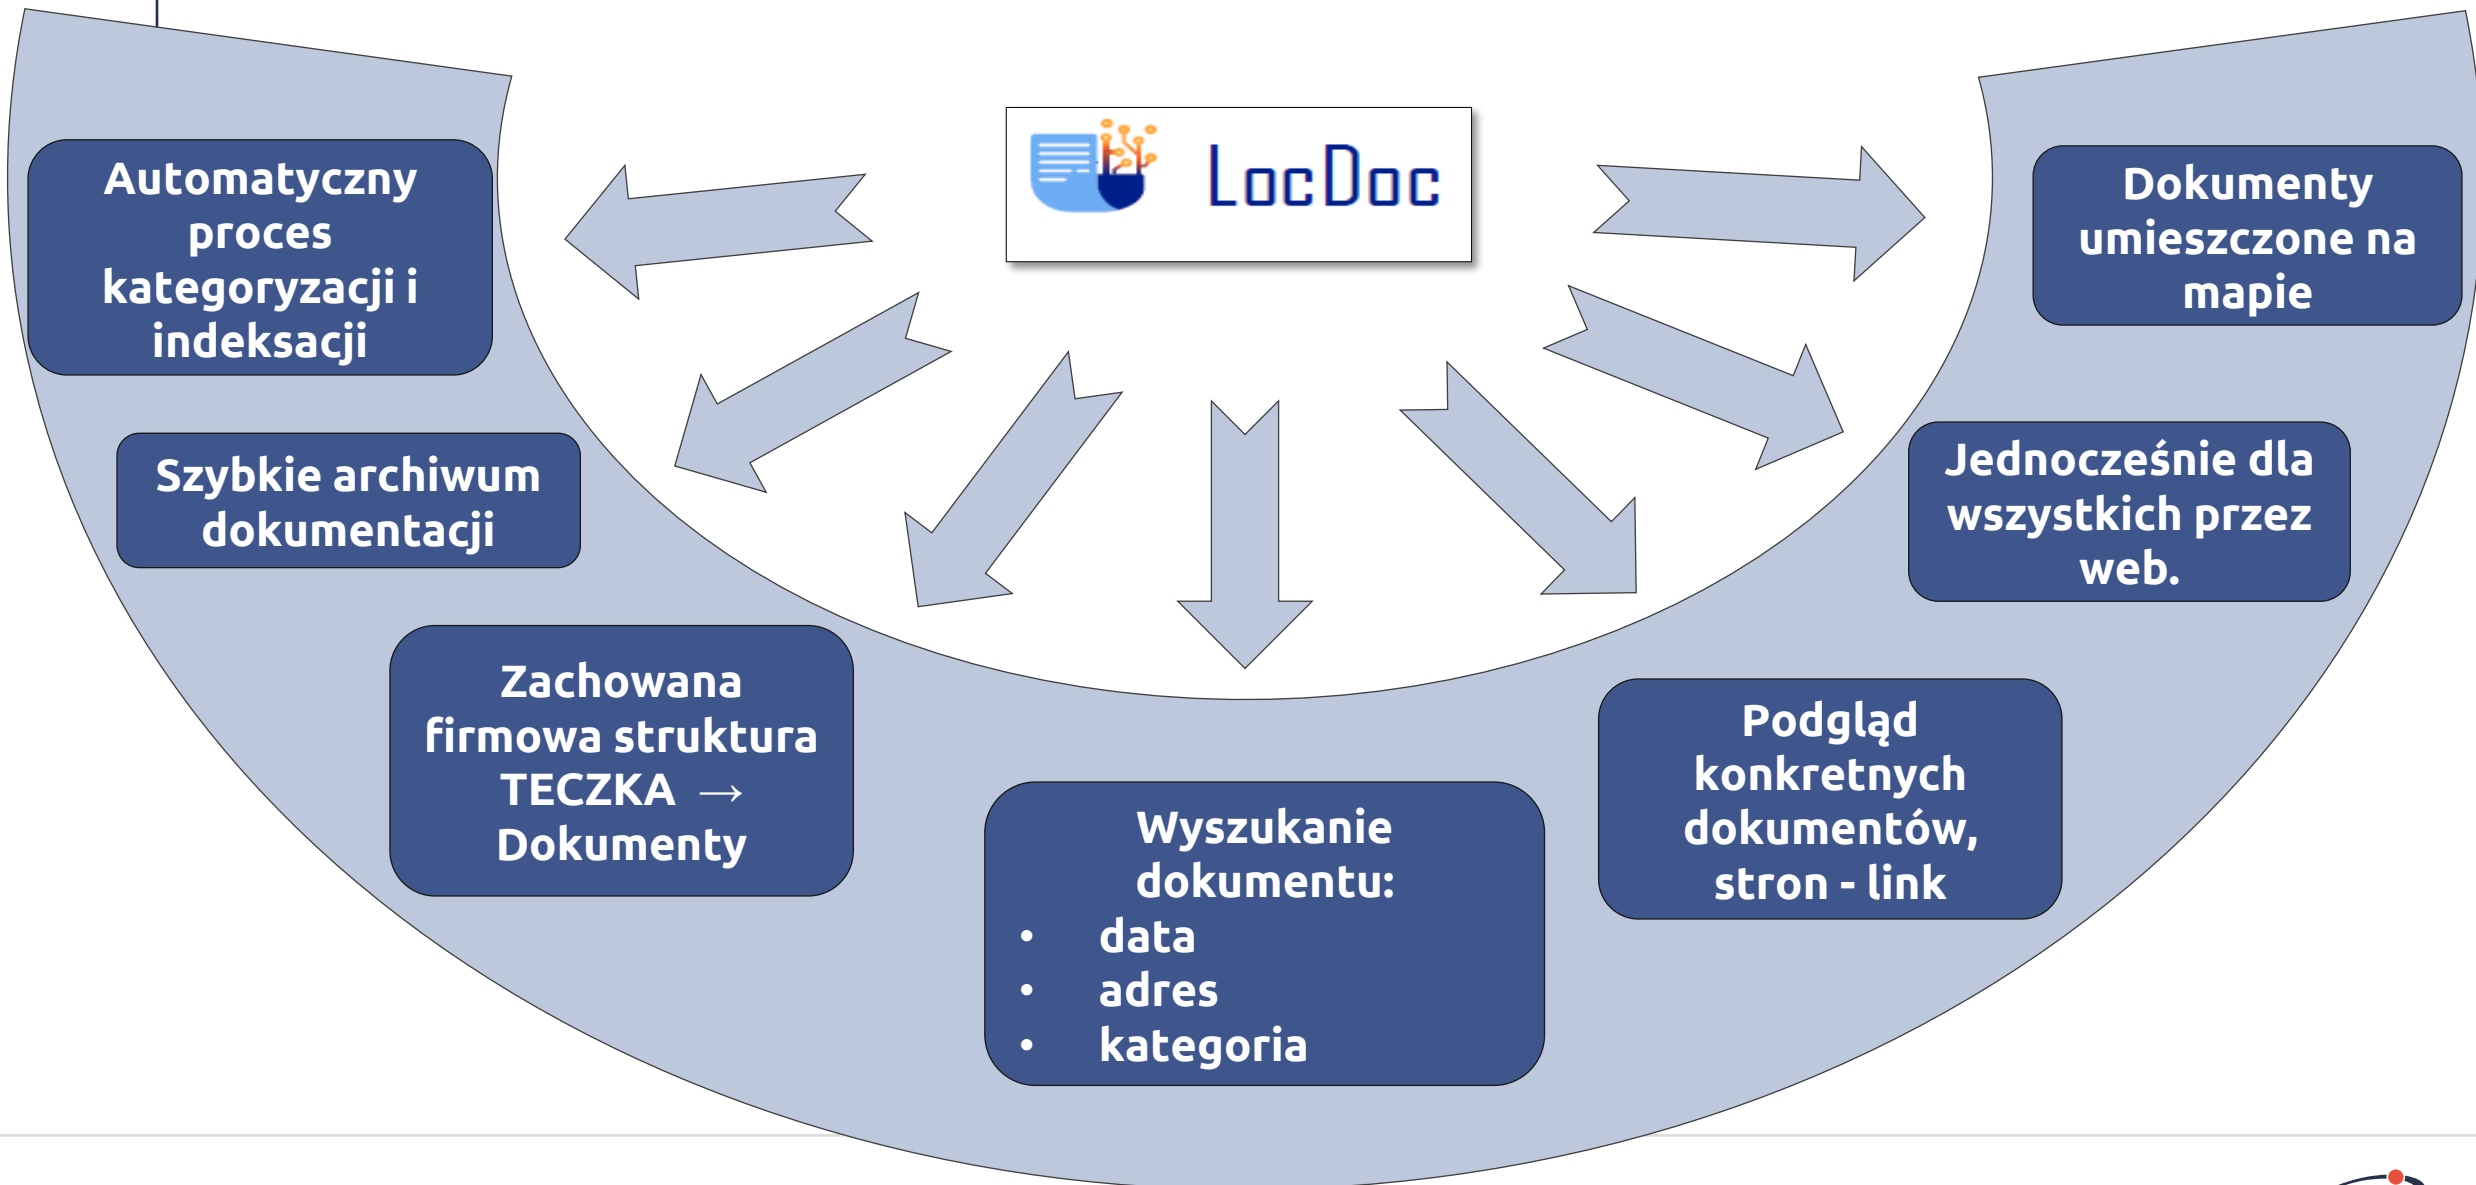 LocDoc
Automatyczny
proces
kategoryzacji i
indeksacji
Szybkie archiwum
dokumentacji
Zachowana
firmowa struktura
TECZKA →
Dokumenty
Wyszukanie
dokumentu:
• data
• adres
• kategoria
Podgląd
konkretnych
dokumentów,
stron - link
Jednocześnie dla
wszystkich przez
web.
Dokumenty
umieszczone na
mapie